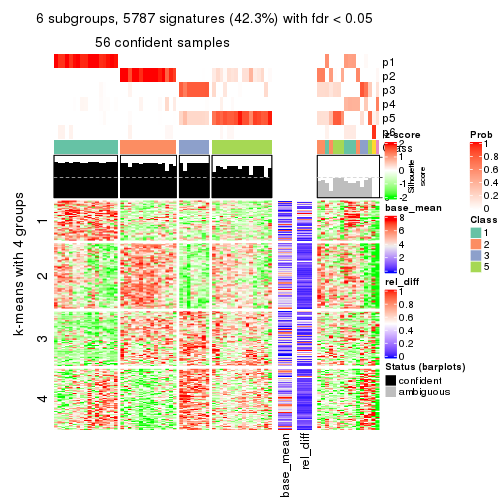 6 subgroups, 5787 signatures (42.3%) with fdr < 0.05
56 confident samples
p1
p2
p3
p4
p5
p6
Class
z_score
2
1
0
-1
-2
Silhouette
score
base_mean
8
6
4
2
0
rel_diff
1
0.8
0.6
0.4
0.2
0
Status (barplots)
confident
ambiguous
Prob
1
0.8
0.6
0.4
0.2
0
Class
1
2
3
5
k-means with 4 groups
1
2
3
4
base_mean
rel_diff